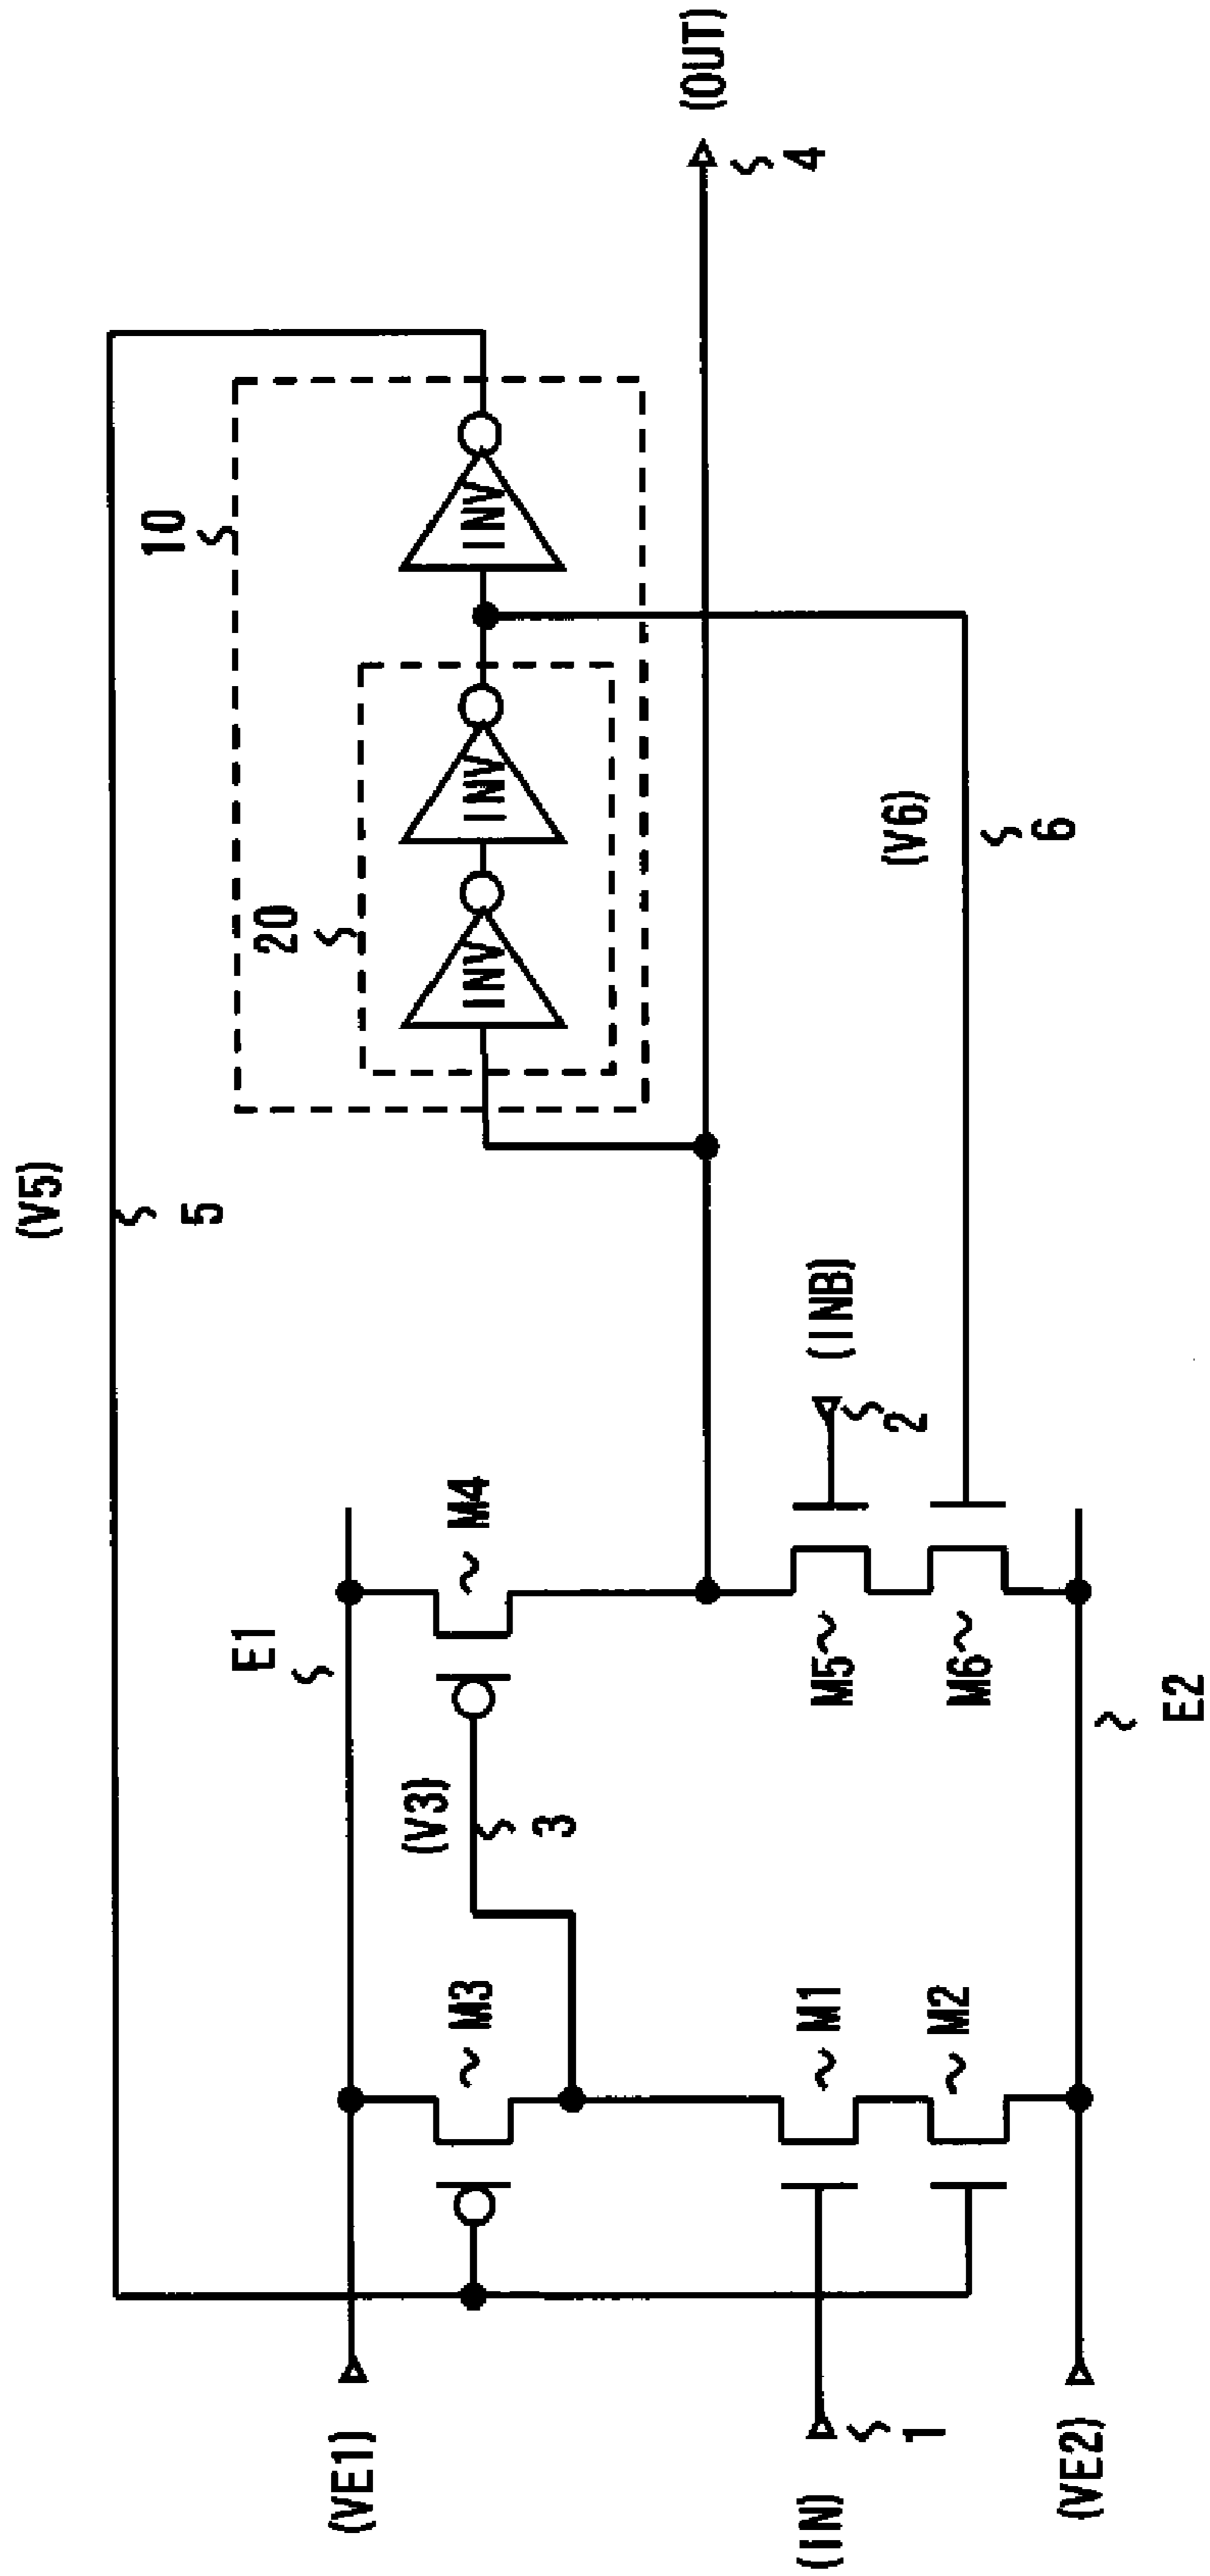 (V5)
5
10
20
INV
INV
INV
(OUT)
4
(V6)
6
(INB)
2
E1
M4
(V3)
3
M3
M5
M6
M1
M2
E2
(VE1)
(IN)
1
(VE2)